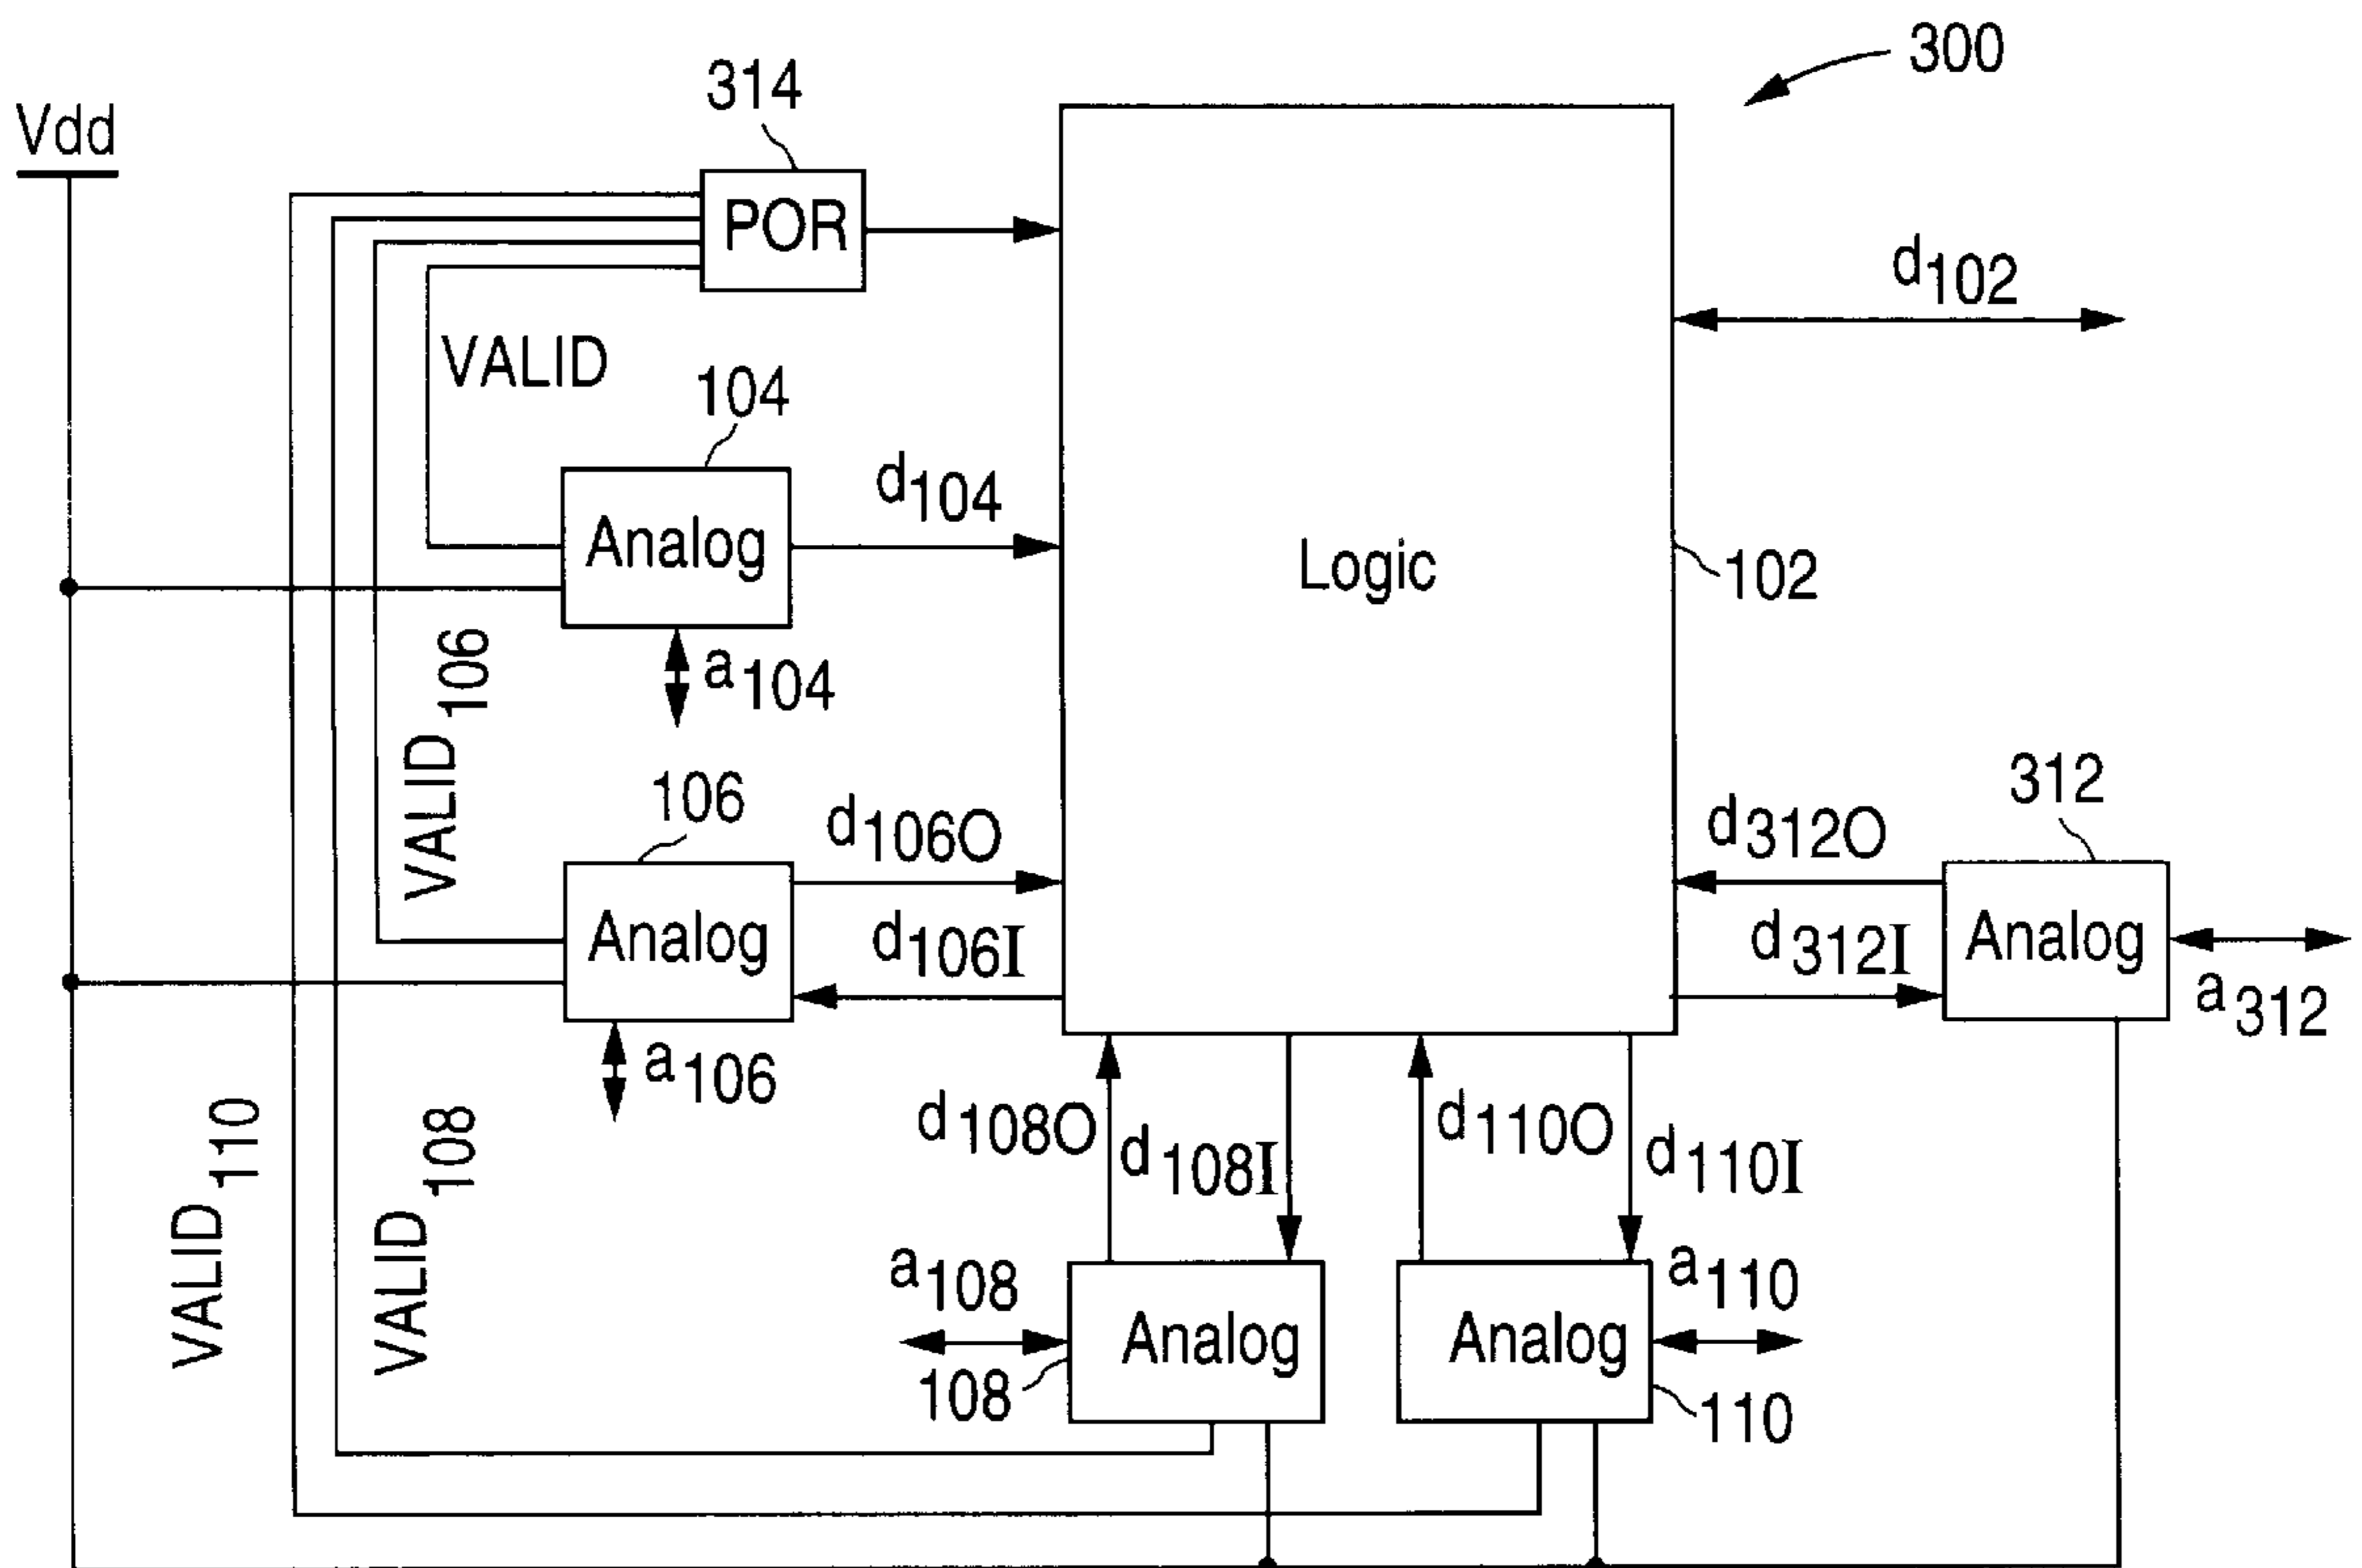 300
314
Vdd
POR
d102
VALID
104
d104
Analog
Logic
102
a104
VALID106
106
d106O
d106I
Analog
a106
312
d312O
d312I
Analog
a312
d108O
d108I
d110O
d110I
VALID110
VALID108
a108
Analog
108
a110
Analog
110